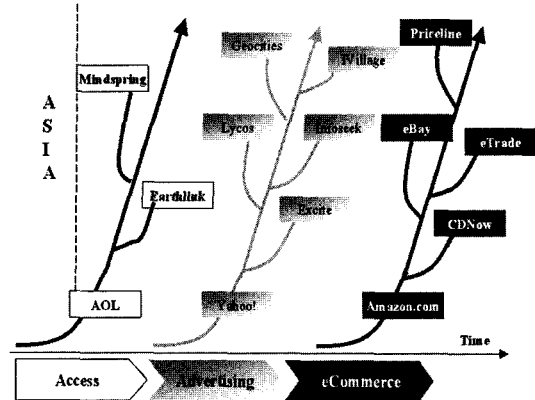 Priceline
Geocities
iVillage
Mindspring
A
S
I
A
Lycos
Infoseek
eBay
eTrade
Earthlink
Excite
CDNow
AOL
Yahoo!
Amazon.com
Time
Access
Advertising
eCommerce